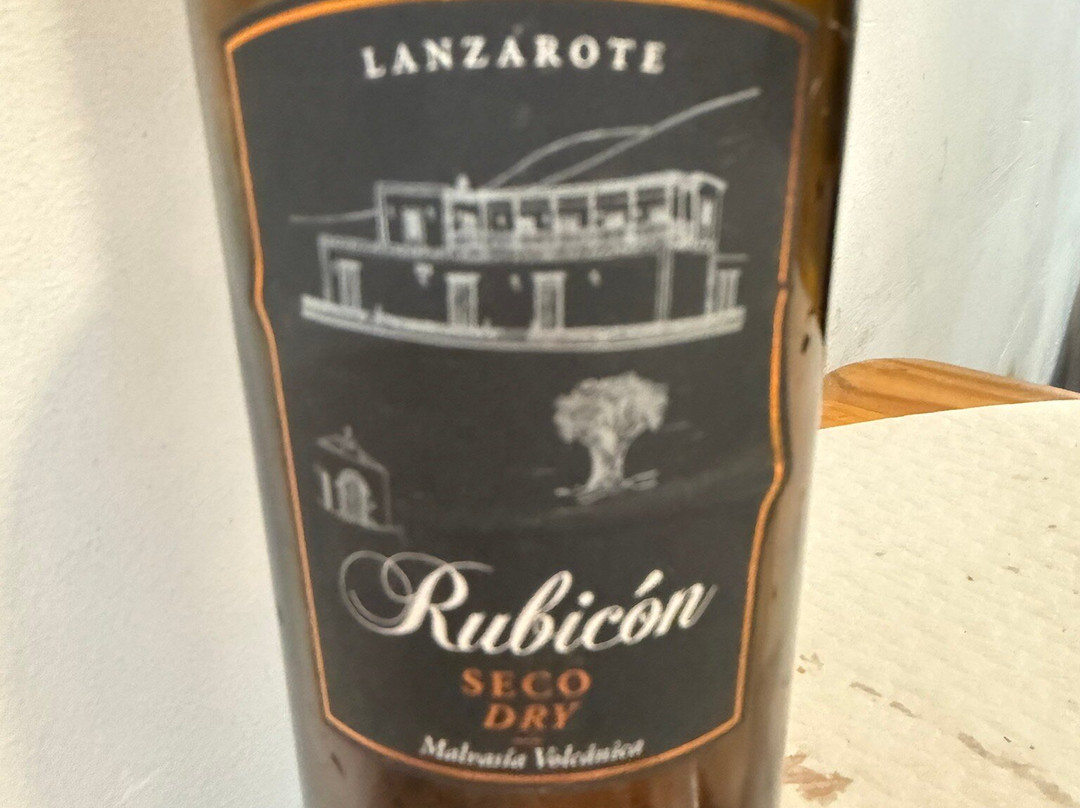 LANZAROTE
Rubicón
SECO
DRY
Malvasía Volcánica